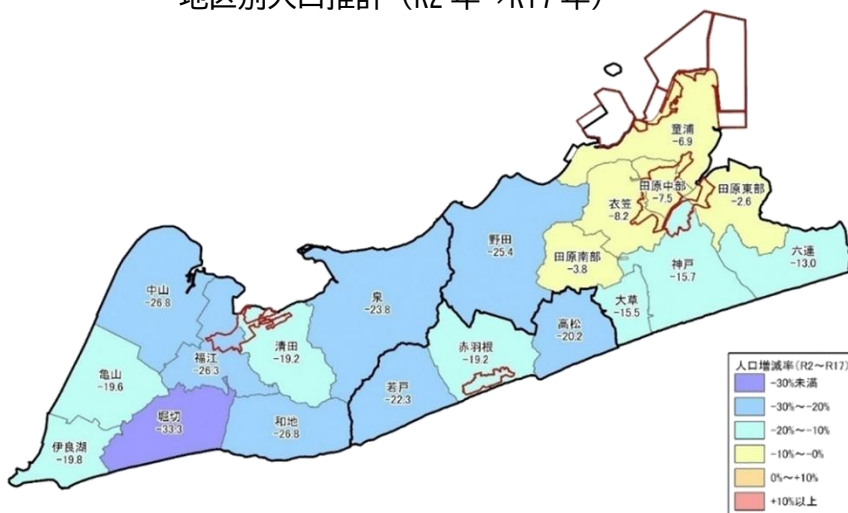 地区別人口推計（R2年→R17年）
童浦
-6.9
田原中部
-7.5
田原東部
-2.6
衣笠
-8.2
野田
-25.4
田原南部
-3.8
神戸
-15.7
六連
-13.0
中山
-26.8
泉
-23.8
大草
-15.5
高松
-20.2
清田
-19.2
赤羽根
-19.2
福江
-26.3
亀山
-19.6
若戸
-22.3
堀切
-33.3
和地
-26.8
伊良湖
-19.8
人口増減率(R2～R17)
-30%未満
-30%～-20%
-20%～-10%
-10%～-0%
0%～+10%
+10%以上